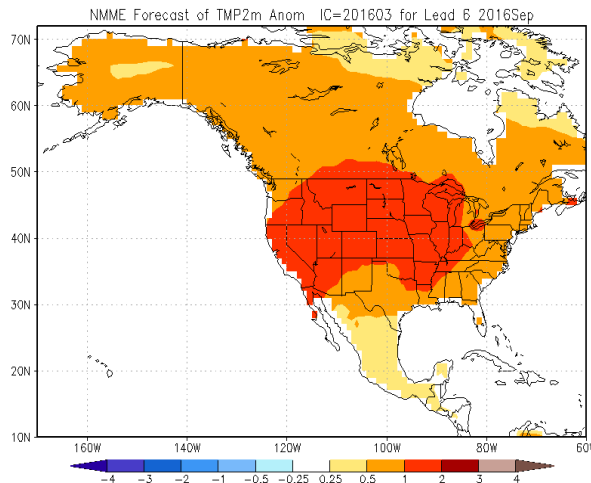 NMME Forecast of TMP2m Anom IC=201603 for Lead 6 2016Sep
70N
60N
50N
40N
30N
20N
10N
160W 140W 120W 100W 80W 60
-4 -3 -2 -1 -0.5 -0.25 0.25 0.5 1 2 3 4